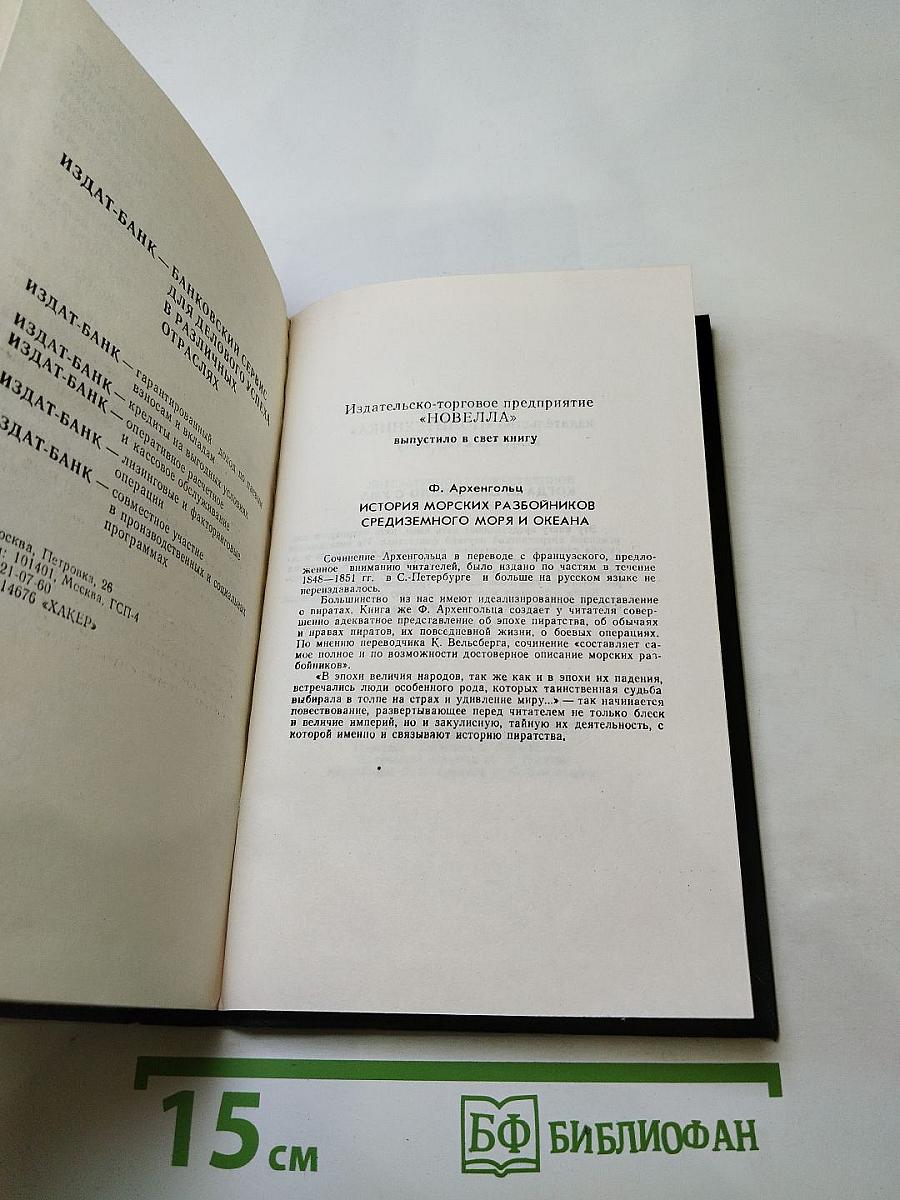 ИЗДАТ-БАНК — БАНКОВСКИЙ СЕРВИС
ДЛЯ ДЕЛОВОГО УСПЕХА
В РАЗЛИЧНЫХ
ОТРАСЛЯХ
ИЗДАТ-БАНК — гарантированный доход по паевым
взносам и вкладам
ИЗДАТ-БАНК — кредиты на выгодных условиях
ИЗДАТ-БАНК — оперативное расчетное
и кассовое обслуживание
ИЗДАТ-БАНК — лизинговые и факторинговые
операции
ИЗДАТ-БАНК — совместное участие
в производственных и социальных
программах
Москва, Петровка, 26
101401, Москва, ГСП-4
21-07-60
14676 «ХАКЕР»
Издательско-торговое предприятие
«НОВЕЛЛА»
выпустило в свет книгу
Ф. Архенгольц
ИСТОРИЯ МОРСКИХ РАЗБОЙНИКОВ
СРЕДИЗЕМНОГО МОРЯ И ОКЕАНА
Сочинение Архенгольца в переводе с французского, предло-
женное вниманию читателей, было издано по частям в течение
1848—1851 гг. в С.-Петербурге и больше на русском языке не
переиздавалось.
Большинство из нас имеют идеализированное представление
о пиратах. Книга же Ф. Архенгольца создает у читателя совер-
шенно адекватное представление об эпохе пиратства, об обычаях
и нравах пиратов, их повседневной жизни, о боевых операциях.
По мнению переводчика К. Вельсберга, сочинение «составляет са-
мое полное и по возможности достоверное описание морских раз-
бойников».
«В эпохи величия народов, так же как и в эпохи их падения,
встречались люди особенного рода, которых таинственная судьба
выбирала в толпе на страх и удивление миру...» — так начинается
повествование, развертывающее перед читателем не только блеск
и величие империй, но и закулисную, тайную их деятельность, с
которой именно и связывают историю пиратства.
15 см
БФ БИБЛИОФАН